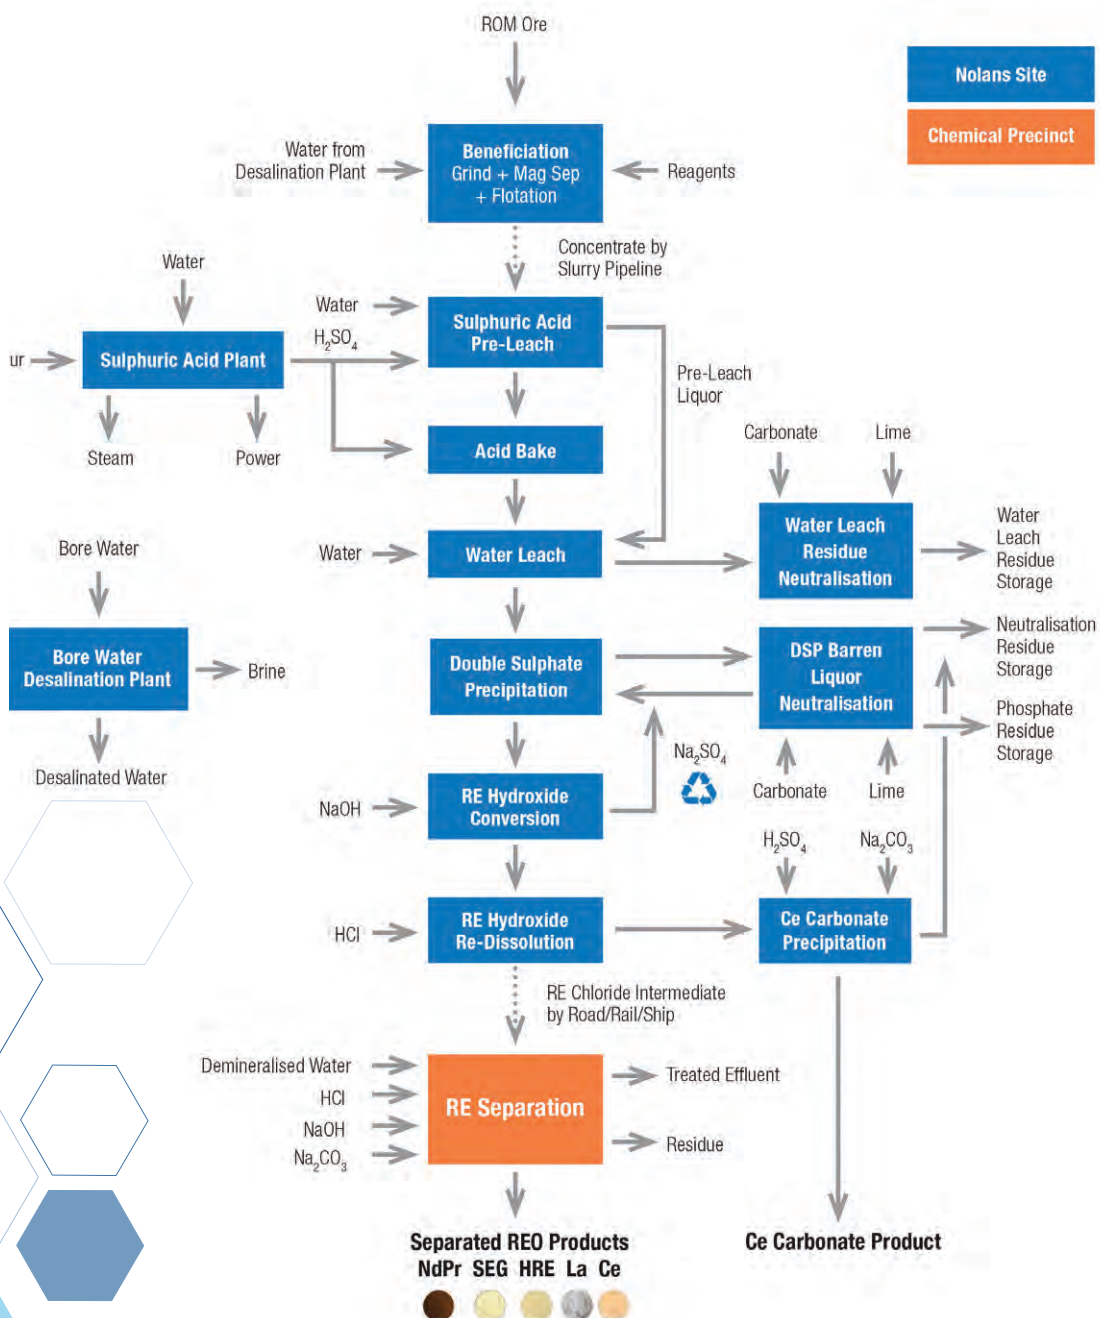 ROM Ore
Nolans Site
Chemical Precinct
Water from
Desalination Plant
Beneficiation
Grind + Mag Sep
+ Flotation
Reagents
Concentrate by
Slurry Pipeline
Water
Water
H₂SO₄
Sulphuric Acid
Pre-Leach
ur
Sulphuric Acid Plant
Pre-Leach
Liquor
Steam
Power
Acid Bake
Carbonate
Lime
Water Leach
Residue
Neutralisation
Water
Leach
Residue
Storage
Bore Water
Water
Water Leach
Bore Water
Desalination Plant
Brine
Desalinated Water
Double Sulphate
Precipitation
DSP Barren
Liquor
Neutralisation
Neutralisation
Residue
Storage
Phosphate
Residue
Storage
Na₂SO₄
Carbonate
Lime
NaOH
RE Hydroxide
Conversion
H₂SO₄
Na₂CO₃
HCl
RE Hydroxide
Re-Dissolution
Ce Carbonate
Precipitation
RE Chloride Intermediate
by Road/Rail/Ship
Demineralised Water
HCl
NaOH
Na₂CO₃
RE Separation
Treated Effluent
Residue
Separated REO Products
NdPr SEG HRE La Ce
Ce Carbonate Product